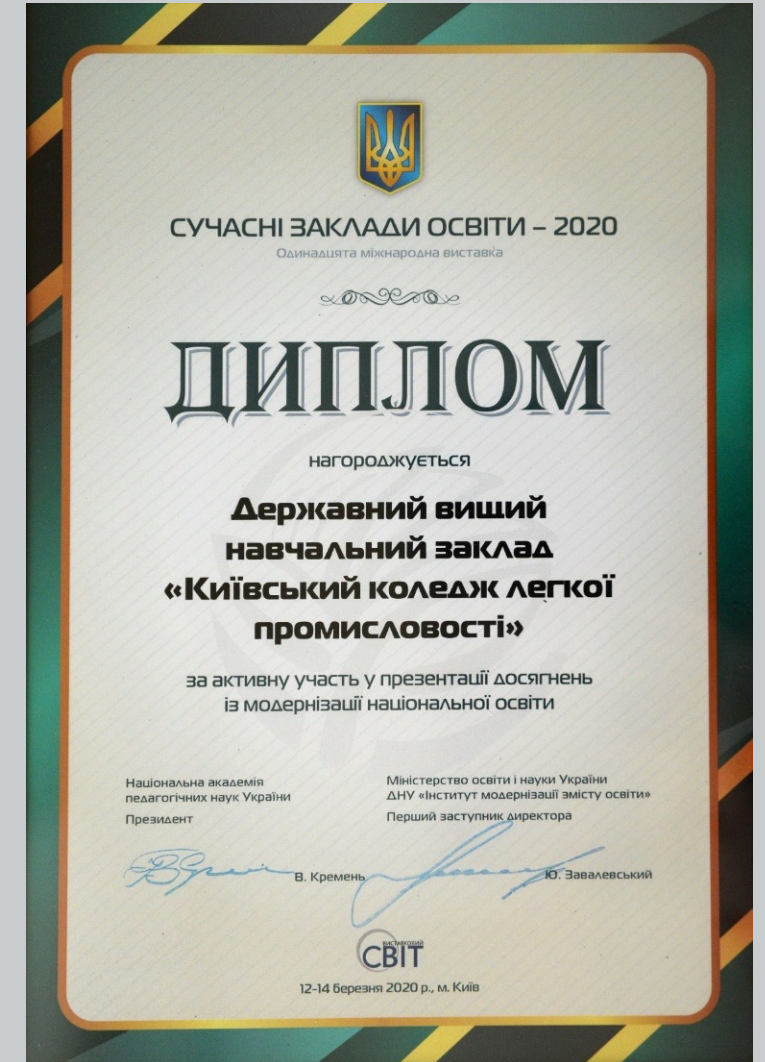 СУЧАСНІ ЗАКЛАДИ ОСВІТИ – 2020
Одинадцята міжнародна виставка
ДИПЛОМ
нагороджується
Державний вищий
навчальний заклад
«Київський коледж легкої
промисловості»
за активну участь у презентації досягнень
із модернізації національної освіти
Національна академія
педагогічних наук України
Президент
В. Кремень
Міністерство освіти і науки України
ДНУ «Інститут модернізації змісту освіти»
Перший заступник директора
Ю. Завалевський
ВИСТАВКОВИЙ
СВІТ
12-14 березня 2020 р., м. Київ